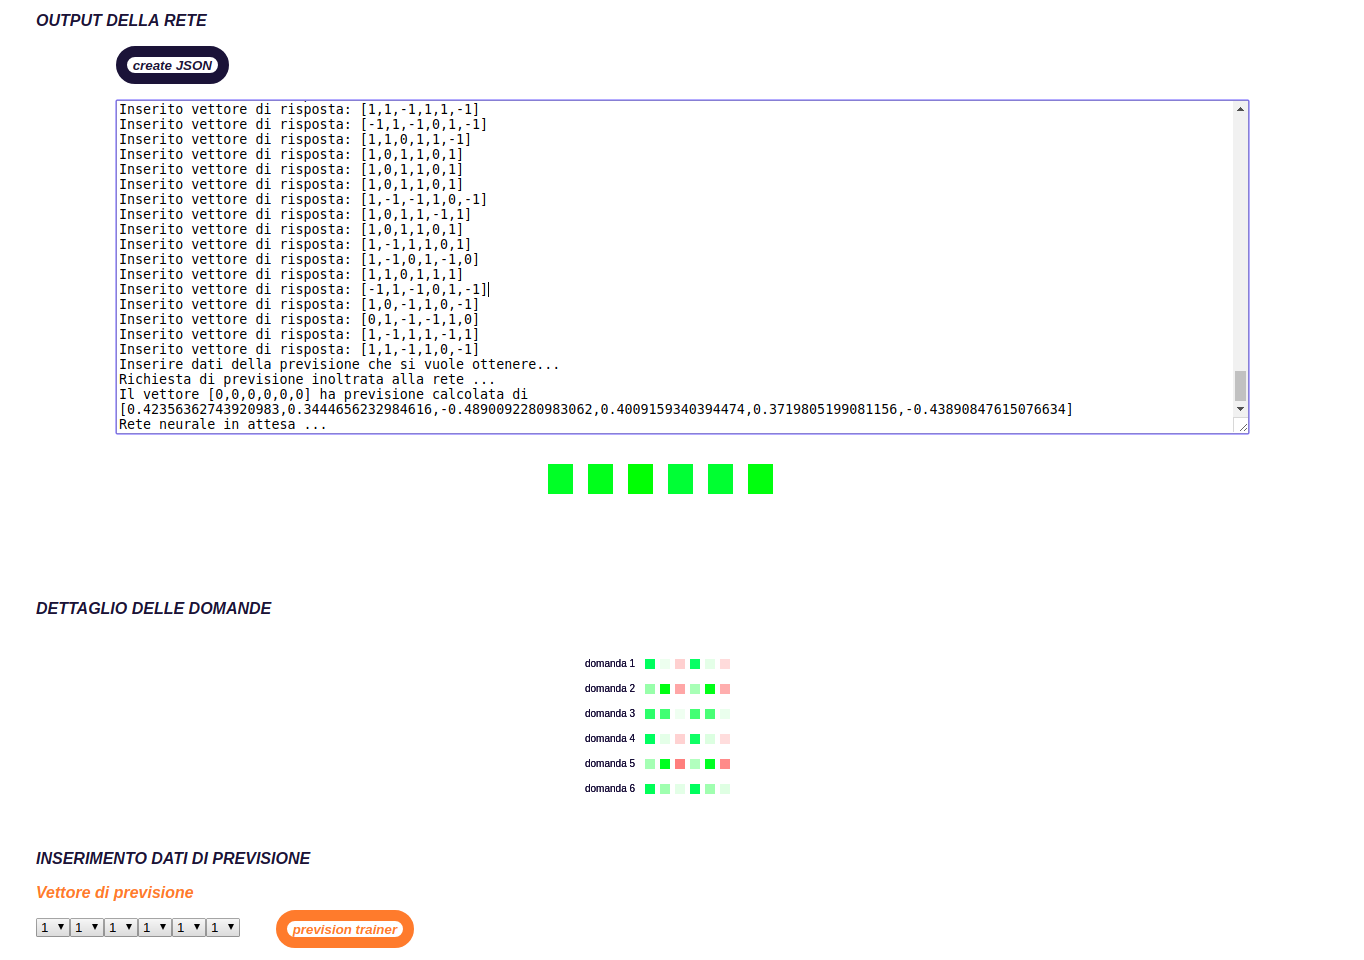 OUTPUT DELLA RETE
create JSON
Inserito vettore di risposta: [1,1,-1,1,1,-1]
Inserito vettore di risposta: [-1,1,-1,0,1,-1]
Inserito vettore di risposta: [1,1,0,1,1,-1]
Inserito vettore di risposta: [1,0,1,1,0,1]
Inserito vettore di risposta: [1,0,1,1,0,1]
Inserito vettore di risposta: [1,0,1,1,0,1]
Inserito vettore di risposta: [1,-1,-1,1,0,-1]
Inserito vettore di risposta: [1,0,1,1,-1,1]
Inserito vettore di risposta: [1,0,1,1,0,1]
Inserito vettore di risposta: [1,-1,1,1,0,1]
Inserito vettore di risposta: [1,-1,0,1,-1,0]
Inserito vettore di risposta: [1,1,0,1,1,1]
Inserito vettore di risposta: [-1,1,-1,0,1,-1]
Inserito vettore di risposta: [1,0,-1,1,0,-1]
Inserito vettore di risposta: [0,1,-1,-1,1,0]
Inserito vettore di risposta: [1,-1,1,1,-1,1]
Inserito vettore di risposta: [1,1,-1,1,0,-1]
Inserire dati della previsione che si vuole ottenere...
Richiesta di previsione inoltrata alla rete ...
Il vettore [0,0,0,0,0,0] ha previsione calcolata di
[0.42356362743920983,0.3444656232984616,-0.4890092280983062,0.4009159340394474,0.3719805199081156,-0.43890847615076634]
Rete neurale in attesa ...
DETTAGLIO DELLE DOMANDE
domanda 1
domanda 2
domanda 3
domanda 4
domanda 5
domanda 6
INSERIMENTO DATI DI PREVISIONE
Vettore di previsione
1 1 1 1 1 1
prevision trainer